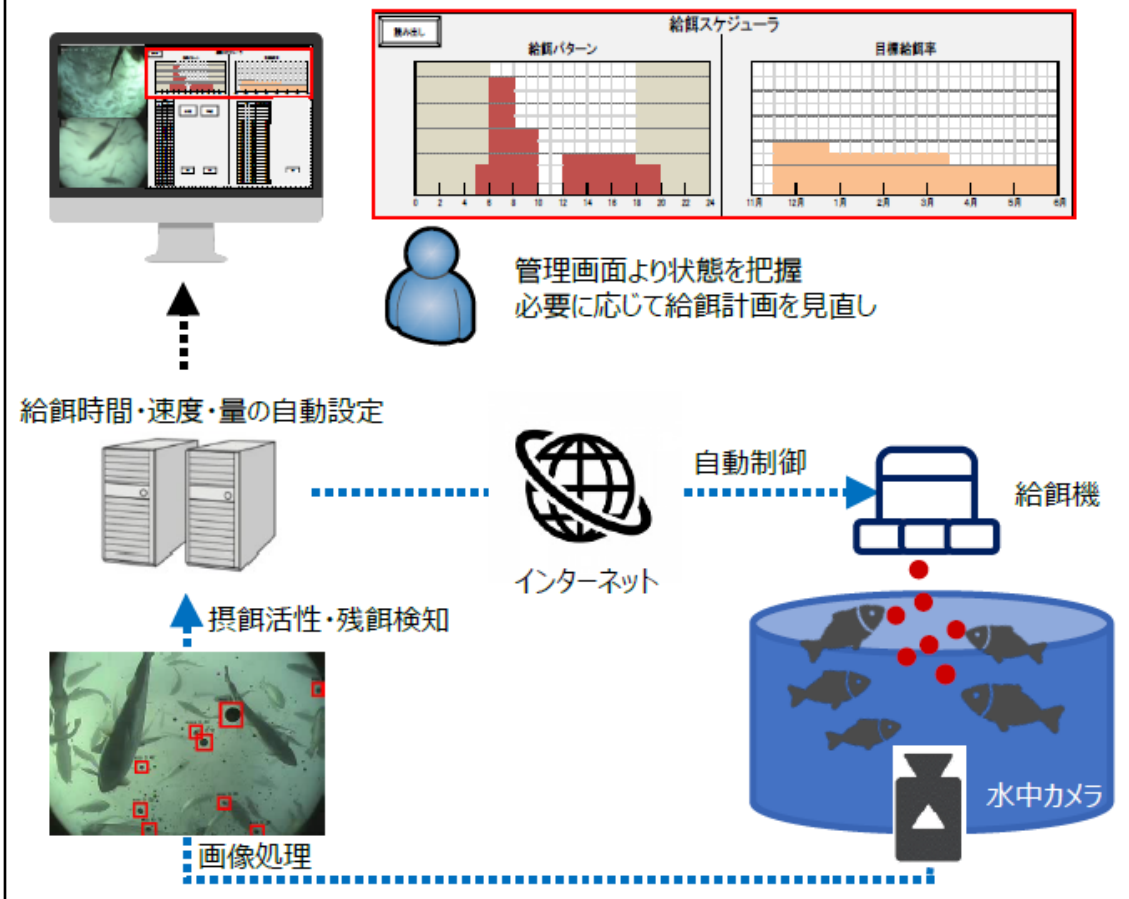 給餌スケジューラ
読み出し
給餌パターン
目標給餌率
0 2 4 6 8 10 12 14 16 18 20 22 24
11月 12月 1月 2月 3月 4月 5月 6月
管理画面より状態を把握
必要に応じて給餌計画を見直し
給餌時間・速度・量の自動設定
自動制御
給餌機
インターネット
摂餌活性・残餌検知
水中カメラ
画像処理